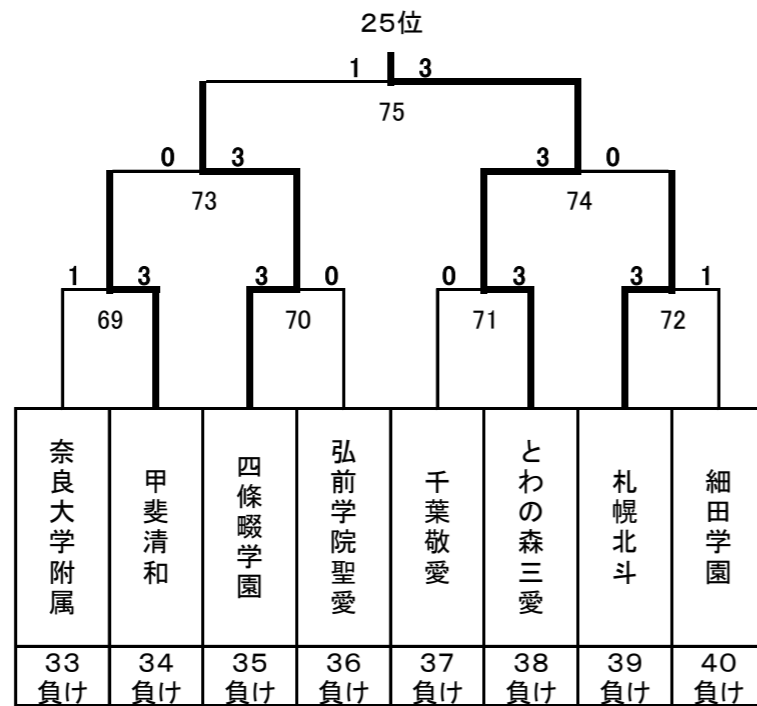 25位
1 3
75
0 3 3 0
73 74
1 3 3 0 0 3 3 1
69 70 71 72
奈良大学附属
甲斐清和
四條畷学園
弘前学院聖愛
千葉敬愛
とわの森三愛
札幌北斗
細田学園
33 34 35 36 37 38 39 40
負け 負け 負け 負け 負け 負け 負け 負け